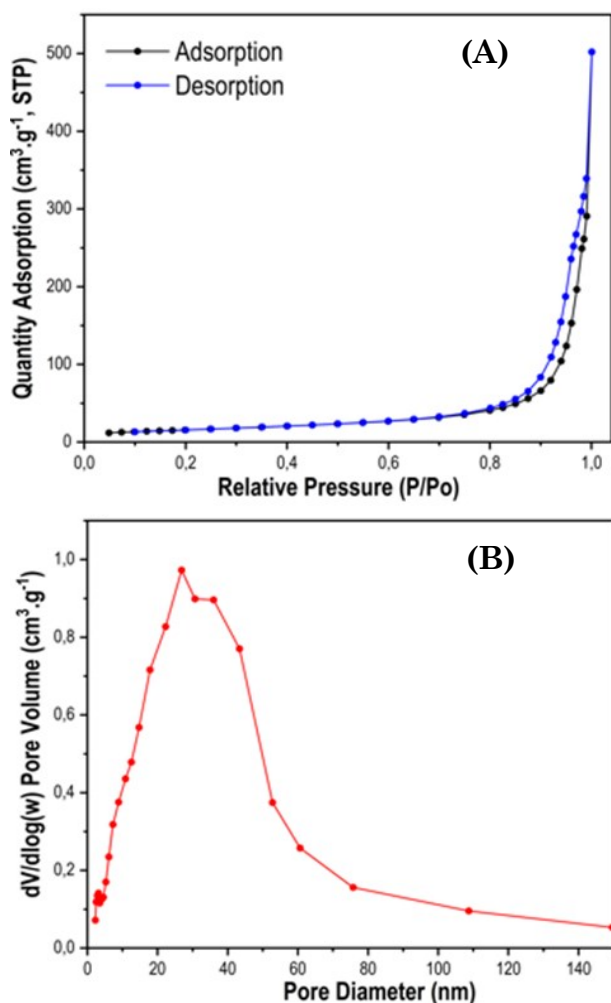 (A)
Adsorption
Desorption
Quantity Adsorption (cm³.g⁻¹, STP)
500
400
300
200
100
0
0,0 0,2 0,4 0,6 0,8 1,0
Relative Pressure (P/Po)
(B)
dV/dlog(w) Pore Volume (cm³.g⁻¹)
1,0
0,8
0,6
0,4
0,2
0,0
0 20 40 60 80 100 120 140
Pore Diameter (nm)